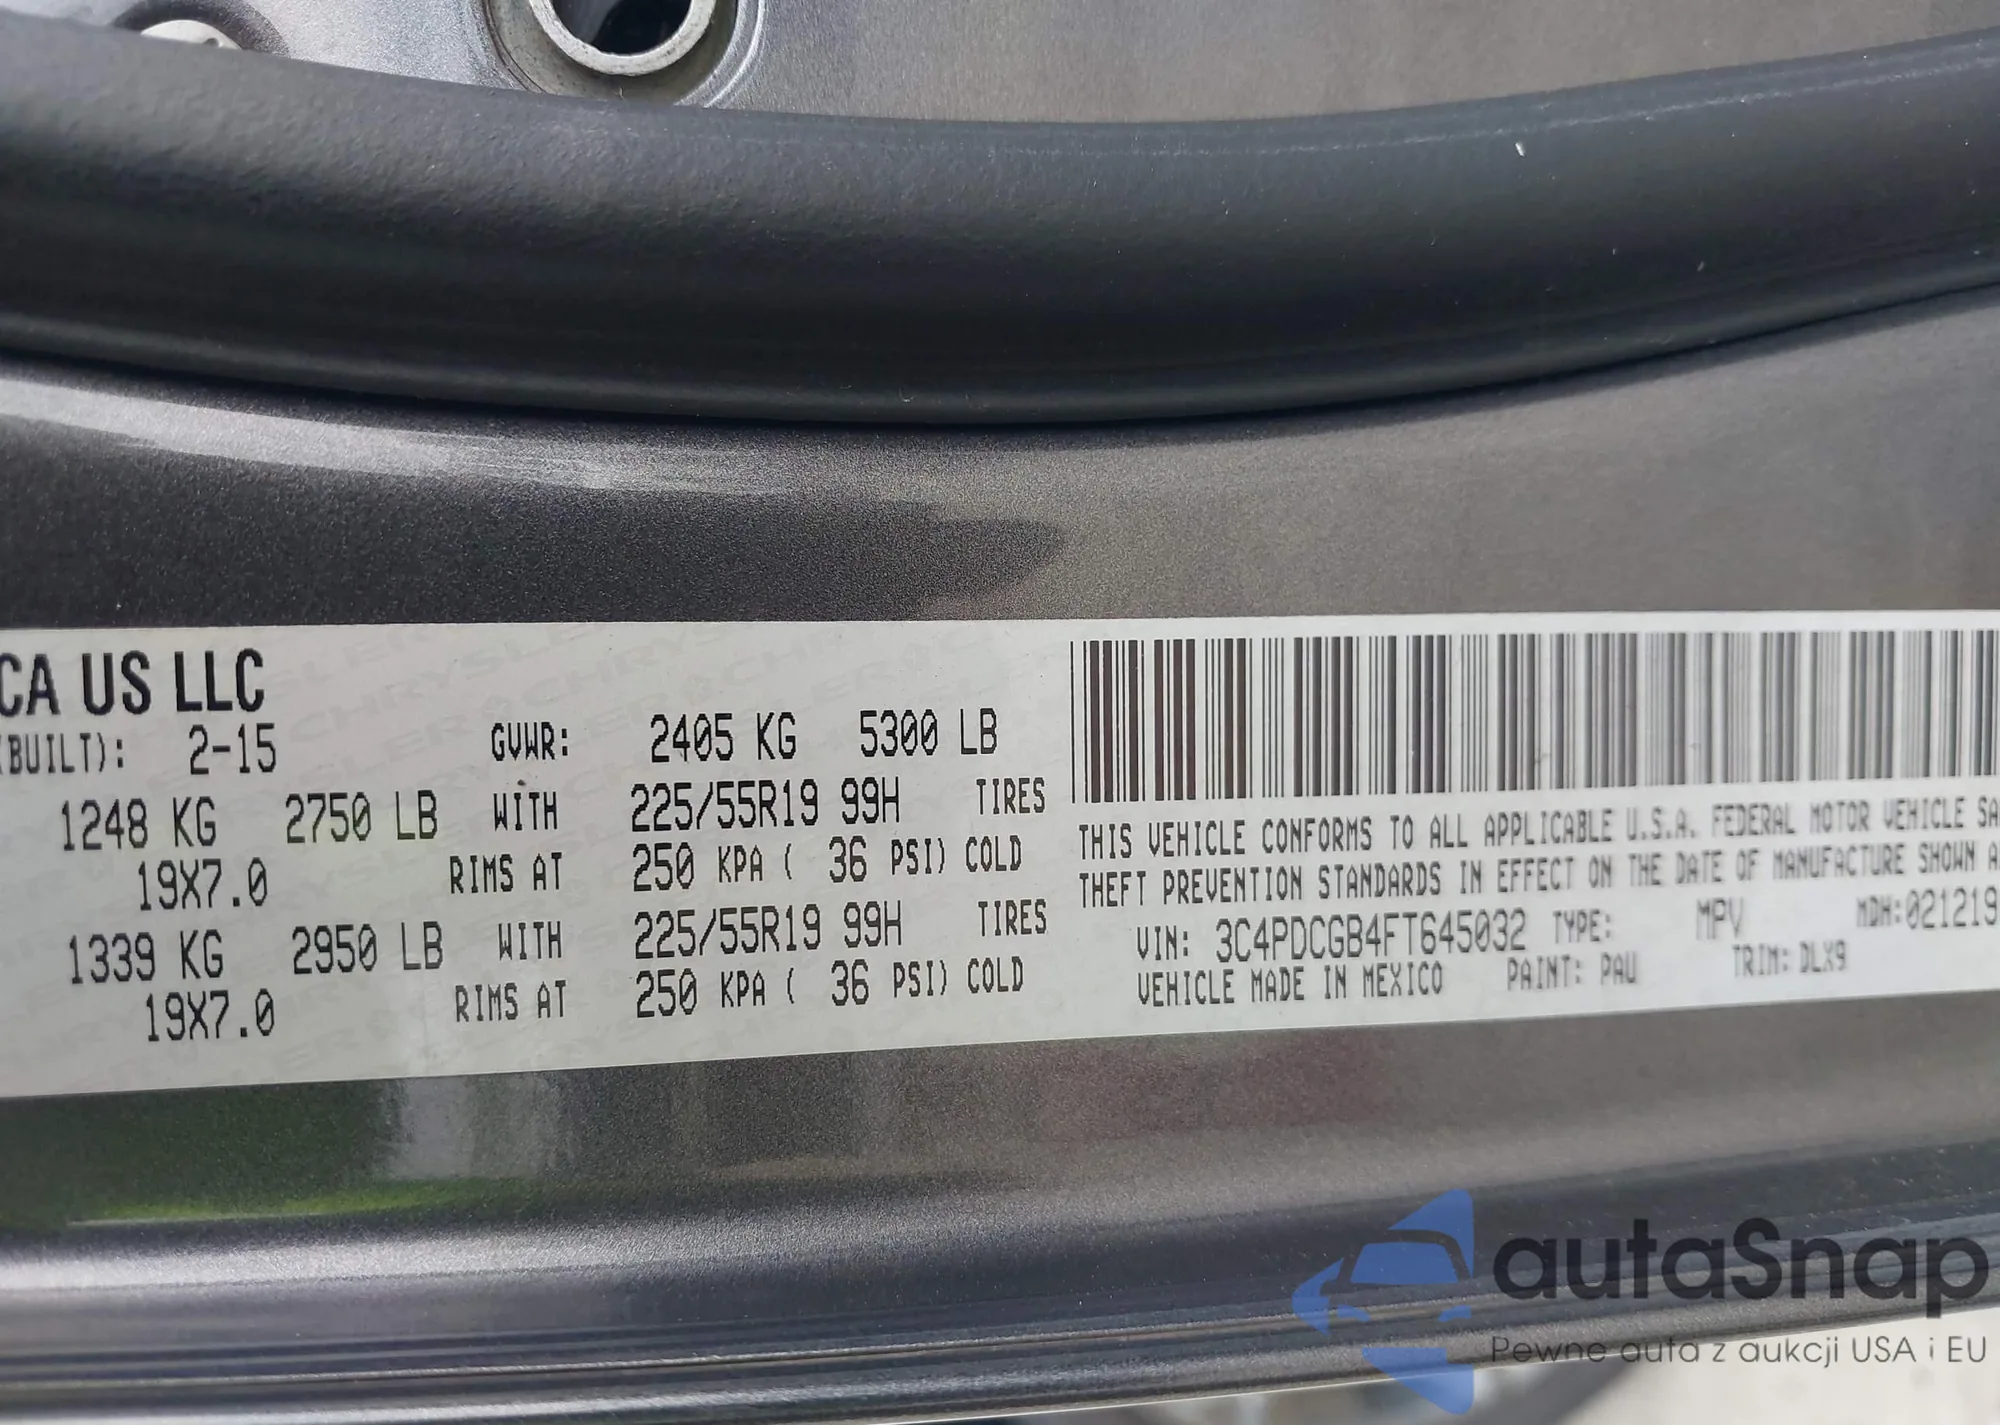 CA US LLC
(BUILT): 2-15 GVWR: 2405 KG 5300 LB
1248 KG 2750 LB WITH 225/55R19 99H TIRES
19X7.0 RIMS AT 250 KPA ( 36 PSI) COLD
1339 KG 2950 LB WITH 225/55R19 99H TIRES
19X7.0 RIMS AT 250 KPA ( 36 PSI) COLD
THIS VEHICLE CONFORMS TO ALL APPLICABLE U.S.A. FEDERAL MOTOR VEHICLE SA
THEFT PREVENTION STANDARDS IN EFFECT ON THE DATE OF MANUFACTURE SHOWN A
VIN: 3C4PDCGB4FT645032 TYPE: MPV MDH:021219
VEHICLE MADE IN MEXICO PAINT: PAU TRIM: DLX9
autaSnap
Pewne auta z aukcji USA i EU